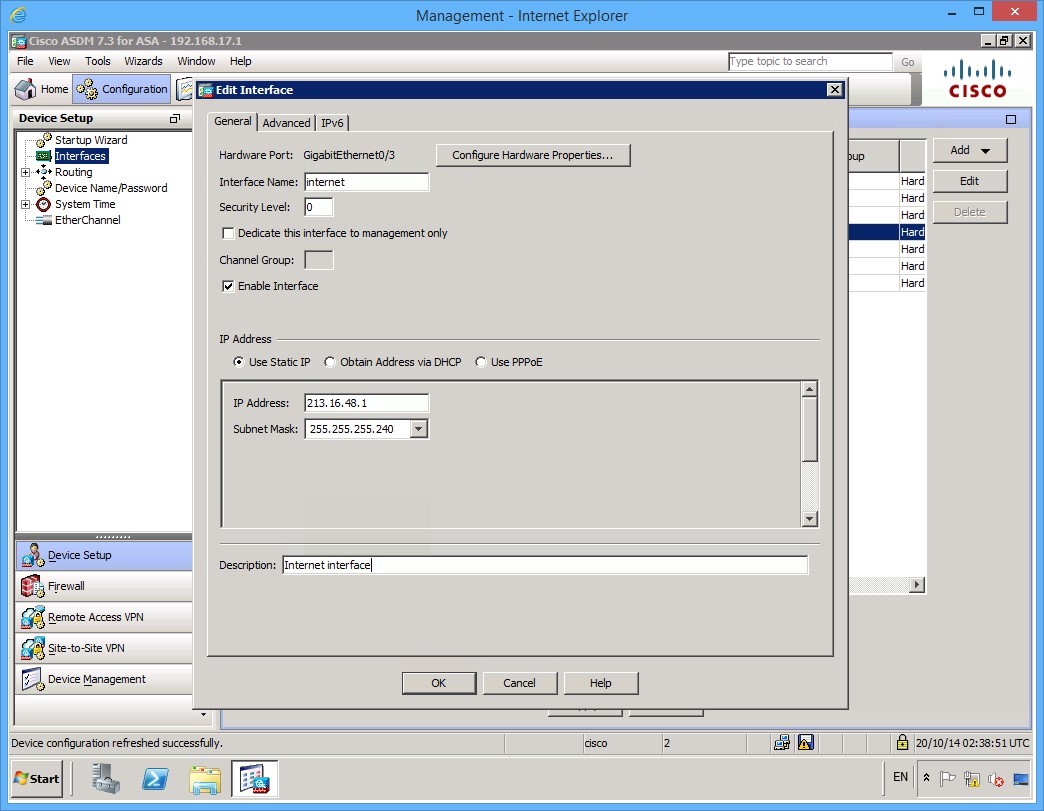 Management - Internet Explorer
Cisco ASDM 7.3 for ASA - 192.168.17.1
File View Tools Wizards Window Help
Type topic to search Go
Home Configuration
CISCO
Edit Interface
Device Setup
Startup Wizard
Interfaces
Routing
Device Name/Password
System Time
EtherChannel
General Advanced IPv6
Hardware Port: GigabitEthernet0/3 Configure Hardware Properties...
Interface Name: internet
Security Level: 0
Dedicate this interface to management only
Channel Group:
Enable Interface
IP Address
Use Static IP Obtain Address via DHCP Use PPPoE
IP Address: 213.16.48.1
Subnet Mask: 255.255.255.240
Description: Internet interface
OK Cancel Help
oup
Hard
Hard
Hard
Hard
Hard
Hard
Hard
Add
Edit
Delete
Device Setup
Firewall
Remote Access VPN
Site-to-Site VPN
Device Management
Device configuration refreshed successfully. cisco 2 20/10/14 02:38:51 UTC
Start EN